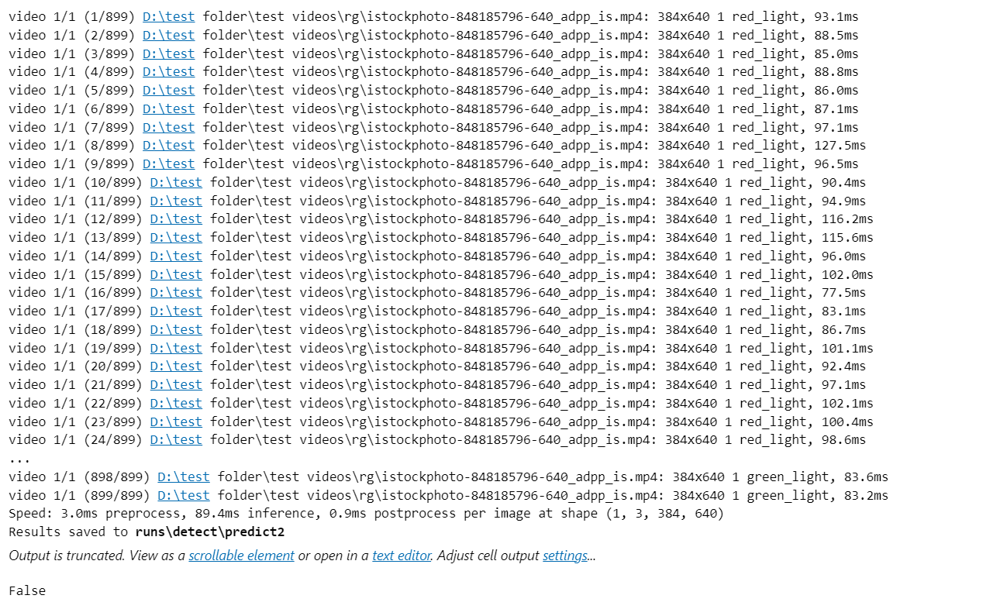 video 1/1 (1/899) D:\test folder\test videos\rg\istockphoto-848185796-640_adpp_is.mp4: 384x640 1 red_light, 93.1ms
video 1/1 (2/899) D:\test folder\test videos\rg\istockphoto-848185796-640_adpp_is.mp4: 384x640 1 red_light, 88.5ms
video 1/1 (3/899) D:\test folder\test videos\rg\istockphoto-848185796-640_adpp_is.mp4: 384x640 1 red_light, 85.0ms
video 1/1 (4/899) D:\test folder\test videos\rg\istockphoto-848185796-640_adpp_is.mp4: 384x640 1 red_light, 88.8ms
video 1/1 (5/899) D:\test folder\test videos\rg\istockphoto-848185796-640_adpp_is.mp4: 384x640 1 red_light, 86.0ms
video 1/1 (6/899) D:\test folder\test videos\rg\istockphoto-848185796-640_adpp_is.mp4: 384x640 1 red_light, 87.1ms
video 1/1 (7/899) D:\test folder\test videos\rg\istockphoto-848185796-640_adpp_is.mp4: 384x640 1 red_light, 97.1ms
video 1/1 (8/899) D:\test folder\test videos\rg\istockphoto-848185796-640_adpp_is.mp4: 384x640 1 red_light, 127.5ms
video 1/1 (9/899) D:\test folder\test videos\rg\istockphoto-848185796-640_adpp_is.mp4: 384x640 1 red_light, 96.5ms
video 1/1 (10/899) D:\test folder\test videos\rg\istockphoto-848185796-640_adpp_is.mp4: 384x640 1 red_light, 90.4ms
video 1/1 (11/899) D:\test folder\test videos\rg\istockphoto-848185796-640_adpp_is.mp4: 384x640 1 red_light, 94.9ms
video 1/1 (12/899) D:\test folder\test videos\rg\istockphoto-848185796-640_adpp_is.mp4: 384x640 1 red_light, 116.2ms
video 1/1 (13/899) D:\test folder\test videos\rg\istockphoto-848185796-640_adpp_is.mp4: 384x640 1 red_light, 115.6ms
video 1/1 (14/899) D:\test folder\test videos\rg\istockphoto-848185796-640_adpp_is.mp4: 384x640 1 red_light, 96.0ms
video 1/1 (15/899) D:\test folder\test videos\rg\istockphoto-848185796-640_adpp_is.mp4: 384x640 1 red_light, 102.0ms
video 1/1 (16/899) D:\test folder\test videos\rg\istockphoto-848185796-640_adpp_is.mp4: 384x640 1 red_light, 77.5ms
video 1/1 (17/899) D:\test folder\test videos\rg\istockphoto-848185796-640_adpp_is.mp4: 384x640 1 red_light, 83.1ms
video 1/1 (18/899) D:\test folder\test videos\rg\istockphoto-848185796-640_adpp_is.mp4: 384x640 1 red_light, 86.7ms
video 1/1 (19/899) D:\test folder\test videos\rg\istockphoto-848185796-640_adpp_is.mp4: 384x640 1 red_light, 101.1ms
video 1/1 (20/899) D:\test folder\test videos\rg\istockphoto-848185796-640_adpp_is.mp4: 384x640 1 red_light, 92.4ms
video 1/1 (21/899) D:\test folder\test videos\rg\istockphoto-848185796-640_adpp_is.mp4: 384x640 1 red_light, 97.1ms
video 1/1 (22/899) D:\test folder\test videos\rg\istockphoto-848185796-640_adpp_is.mp4: 384x640 1 red_light, 102.1ms
video 1/1 (23/899) D:\test folder\test videos\rg\istockphoto-848185796-640_adpp_is.mp4: 384x640 1 red_light, 100.4ms
video 1/1 (24/899) D:\test folder\test videos\rg\istockphoto-848185796-640_adpp_is.mp4: 384x640 1 red_light, 98.6ms
...
video 1/1 (898/899) D:\test folder\test videos\rg\istockphoto-848185796-640_adpp_is.mp4: 384x640 1 green_light, 83.6ms
video 1/1 (899/899) D:\test folder\test videos\rg\istockphoto-848185796-640_adpp_is.mp4: 384x640 1 green_light, 83.2ms
Speed: 3.0ms preprocess, 89.4ms inference, 0.9ms postprocess per image at shape (1, 3, 384, 640)
Results saved to runs\detect\predict2
Output is truncated. View as a scrollable element or open in a text editor. Adjust cell output settings...
False